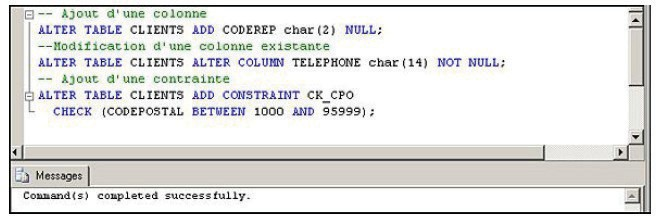 -- Ajout d'une colonne
ALTER TABLE CLIENTS ADD CODEREP char(2) NULL;
--Modification d'une colonne existante
ALTER TABLE CLIENTS ALTER COLUMN TELEPHONE char(14) NOT NULL;
-- Ajout d'une contrainte
ALTER TABLE CLIENTS ADD CONSTRAINT CK_CPO
CHECK (CODEPOSTAL BETWEEN 1000 AND 95999);
Messages
Command(s) completed successfully.